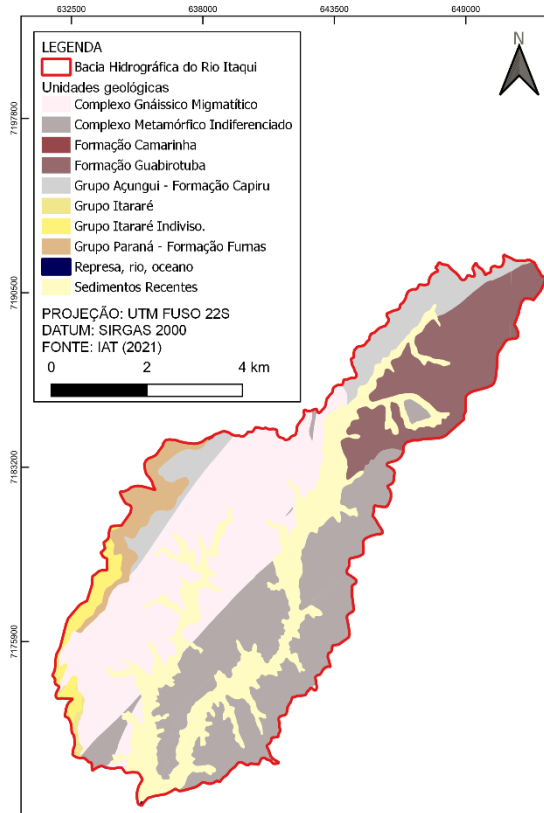 632500 638000 643500 648000
N
LEGENDA
Bacia Hidrográfica do Rio Itaqui
Unidades geológicas
Complexo Gnáissico Migmatítico
Complexo Metamórfico Indiferenciado
Formação Camarinha
Formação Guabirotuba
Grupo Açungui - Formação Capiru
Grupo Itararé
Grupo Itararé Indiviso.
Grupo Paraná - Formação Furnas
Represa, rio, oceano
Sedimentos Recentes
PROJEÇÃO: UTM FUSO 22S
DATUM: SIRGAS 2000
FONTE: IAT (2021)
0 2 4 km
7197800
7190500
7183200
7175900